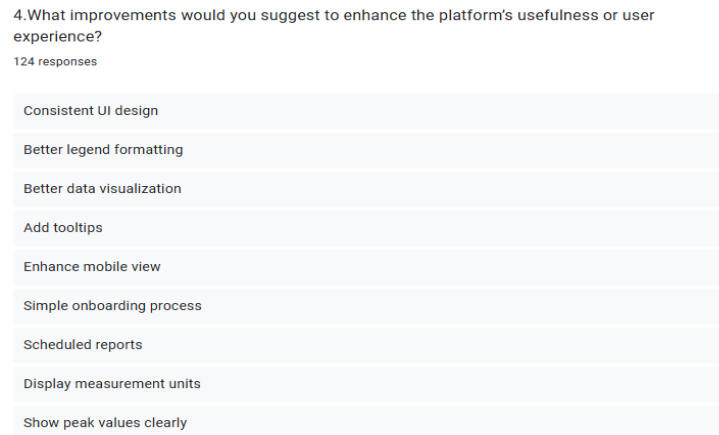 4.What improvements would you suggest to enhance the platform's usefulness or user
experience?
124 responses
Consistent UI design
Better legend formatting
Better data visualization
Add tooltips
Enhance mobile view
Simple onboarding process
Scheduled reports
Display measurement units
Show peak values clearly